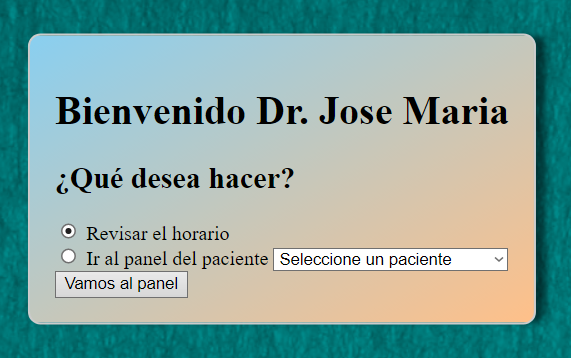 Bienvenido Dr. Jose Maria
¿Qué desea hacer?
Revisar el horario
Ir al panel del paciente Seleccione un paciente
Vamos al panel